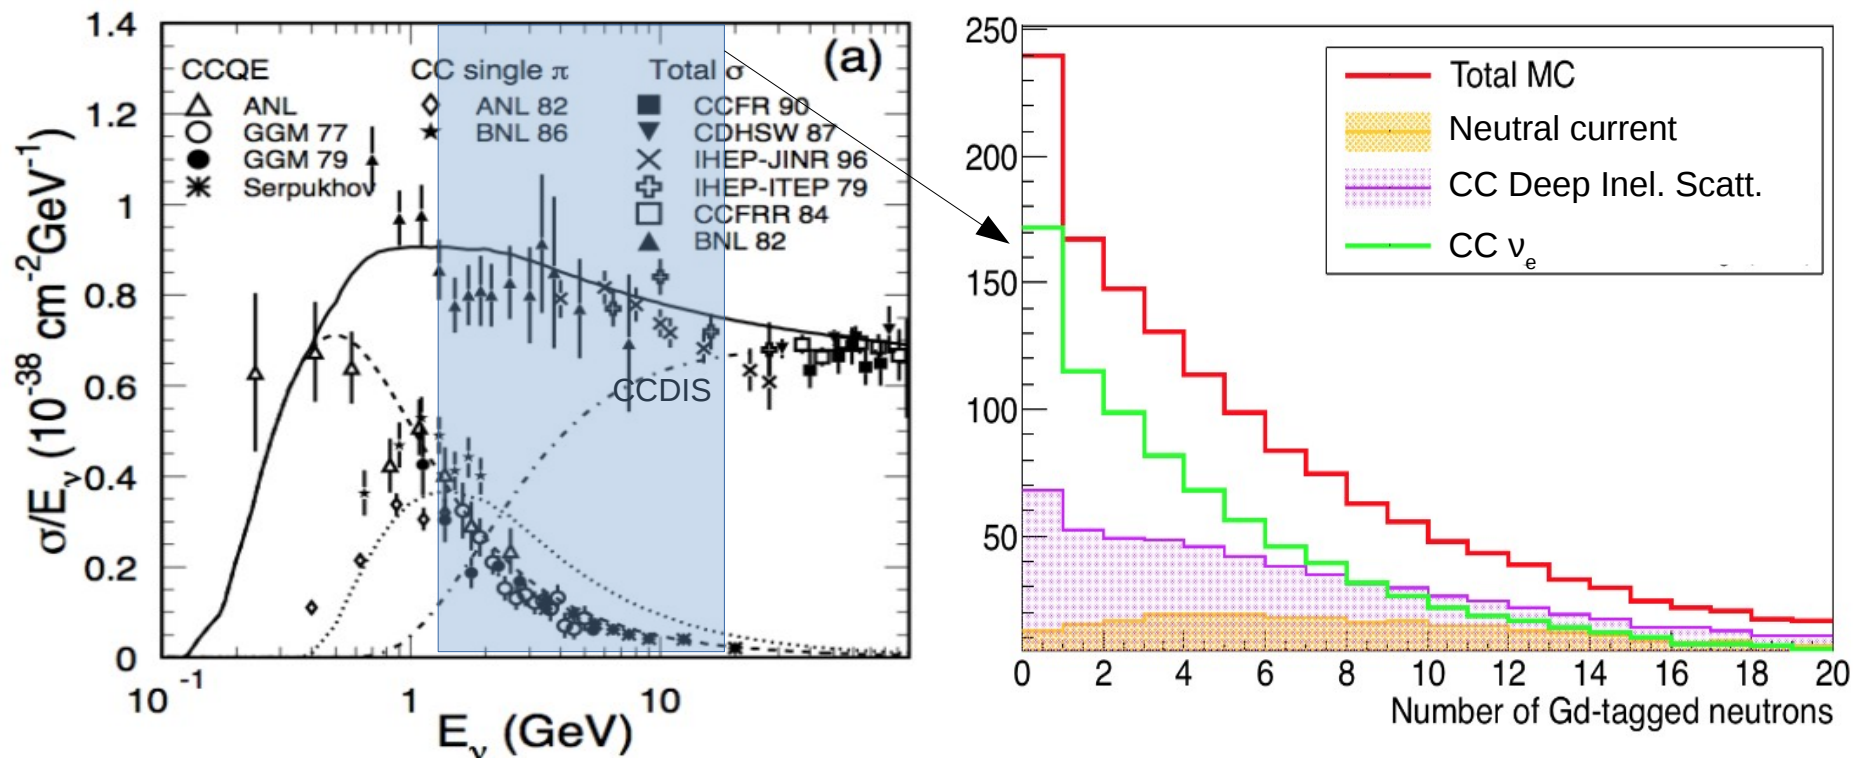 (a)
CCQE CC single π Total σ
ANL ANL 82 CCFR 90
GGM 77 BNL 86 CDHSW 87
GGM 79 IHEP-JINR 96
Serpukhov IHEP-ITEP 79
CCFRR 84
BNL 82
CCDIS
1.4
1.2
1
0.8
0.6
0.4
0.2
0
σ/Eν (10⁻³⁸ cm⁻²GeV⁻¹)
10⁻¹ 1 10
Eν (GeV)
250
200
150
100
50
Total MC
Neutral current
CC Deep Inel. Scatt.
CC νe
0 2 4 6 8 10 12 14 16 18 20
Number of Gd-tagged neutrons